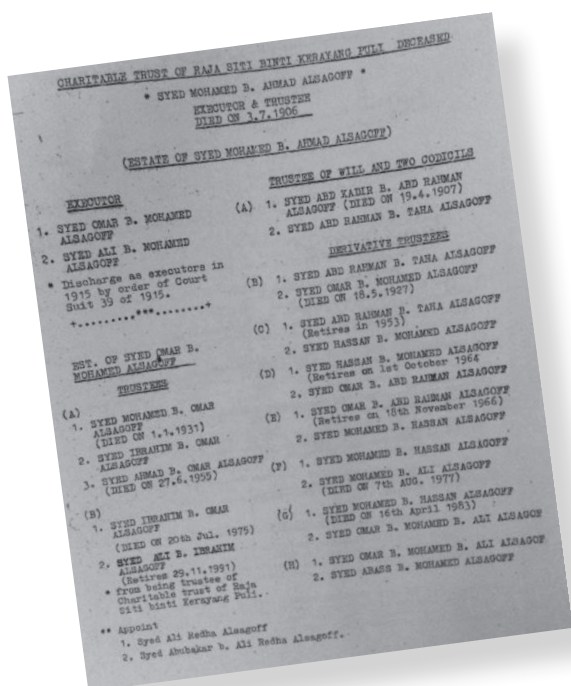 CHARITABLE TRUST OF RAJA SITI BINTI KERAYANG PULI DECEASED
* SYED MOHAMED B. AHMAD ALSAGOFF *
EXECUTOR & TRUSTEE
DIED ON 3.7.1906
(ESTATE OF SYED MOHAMED B. AHMAD ALSAGOFF)
EXECUTOR
1. SYED OMAR B. MOHAMED
ALSAGOFF
2. SYED ALI B. MOHAMED
ALSAGOFF
* Discharge as executors in
1915 by order of Court
Suit 39 of 1915.
+.........***........+
EST. OF SYED OMAR B.
MOHAMED ALSAGOFF
TRUSTEES
(A)
1. SYED MOHAMED B. OMAR
ALSAGOFF
(DIED ON 1.1.1931)
2. SYED IBRAHIM B. OMAR
ALSAGOFF
3. SYED AHMAD B. OMAR ALSAGOFF
(DIED ON 27.6.1955)
(B)
1. SYED IBRAHIM B. OMAR
ALSAGOFF
(DIED ON 20th Jul. 1975)
2. SYED ALI B. IBRAHIM
ALSAGOFF
(Retires 29.11.1991)
* from being trustee of
Charitable trust of Raja
Siti binti Kerayang Puli.
** Appoint
1. Syed Ali Redha Alsagoff
2. Syed Abubakar b. Ali Redha Alsagoff.
TRUSTEE OF WILL AND TWO CODICILS
(A) 1. SYED ABD KADIR B. ABD RAHMAN
ALSAGOFF (DIED ON 19.4.1907)
2. SYED ABD RAHMAN B. TAHA ALSAGOFF
DERIVATIVE TRUSTEES
(B) 1. SYED ABD RAHMAN B. TAHA ALSAGOFF
2. SYED OMAR B. MOHAMED ALSAGOFF
(DIED ON 18.5.1927)
(C) 1. SYED ABD RAHMAN B. TAHA ALSAGOFF
(Retires in 1953)
2. SYED HASSAN B. MOHAMED ALSAGOFF
(D) 1. SYED HASSAN B. MOHAMED ALSAGOFF
(Retires on 1st October 1964
2. SYED OMAR B. ABD RAHMAN ALSAGOFF
(E) 1. SYED OMAR B. ABD RAHMAN ALSAGOFF
(Retires on 18th November 1966)
2. SYED MOHAMED B. HASSAN ALSAGOFF
(F) 1. SYED MOHAMED B. HASSAN ALSAGOFF
2. SYED MOHAMED B. ALI ALSAGOFF
(DIED ON 7th AUG. 1977)
(G) 1. SYED MOHAMED B. HASSAN ALSAGOFF
(DIED ON 16th April 1983)
2. SYED OMAR B. MOHAMED B. ALI ALSAGOF
(H) 1. SYED OMAR B. MOHAMED B. ALI ALSAGOF
2. SYED ABASS B. MOHAMED ALSAGOFF